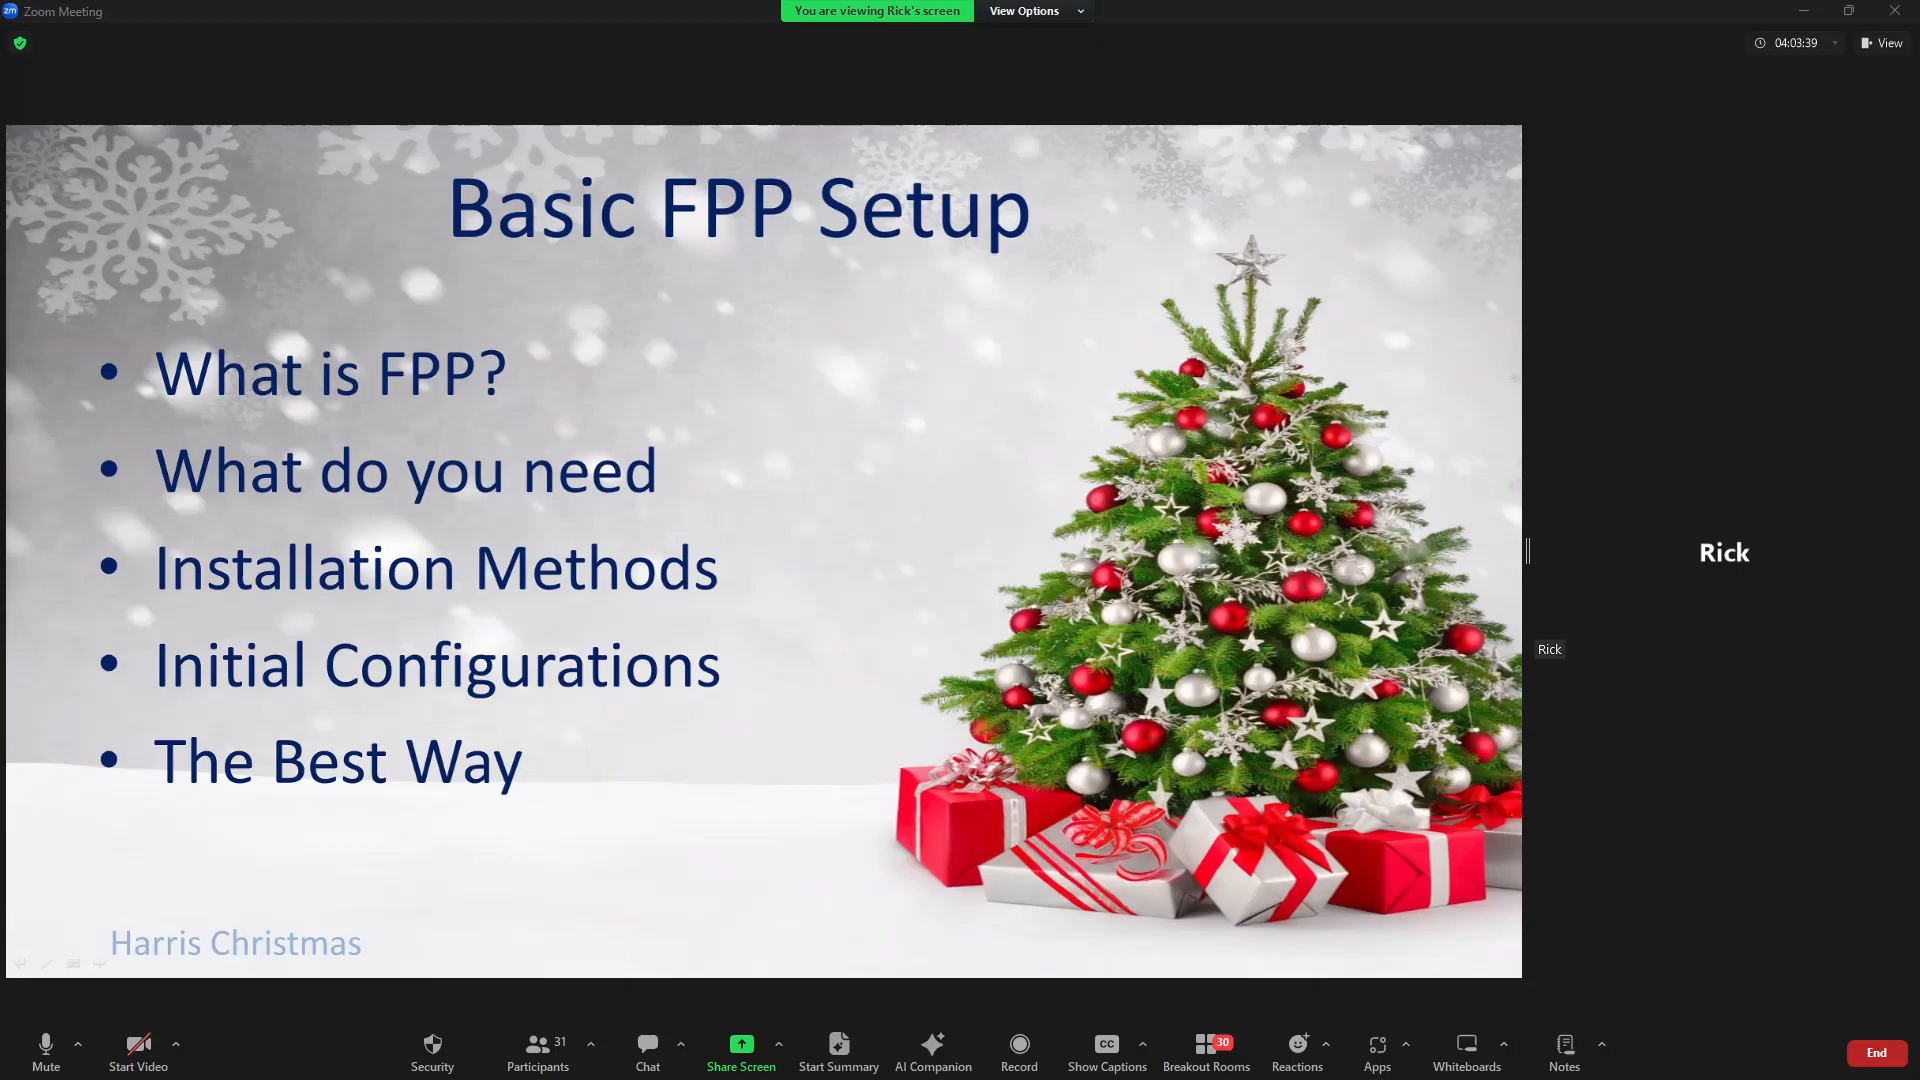 zm Zoom Meeting
You are viewing Rick's screen
View Options
04:03:39
View
Basic FPP Setup
• What is FPP?
• What do you need
• Installation Methods
• Initial Configurations
• The Best Way
Harris Christmas
Rick
Rick
Mute
Start Video
Security
Participants 31
Chat
Share Screen
Start Summary
AI Companion
Record
CC Show Captions
Breakout Rooms 30
Reactions
Apps
Whiteboards
Notes
End